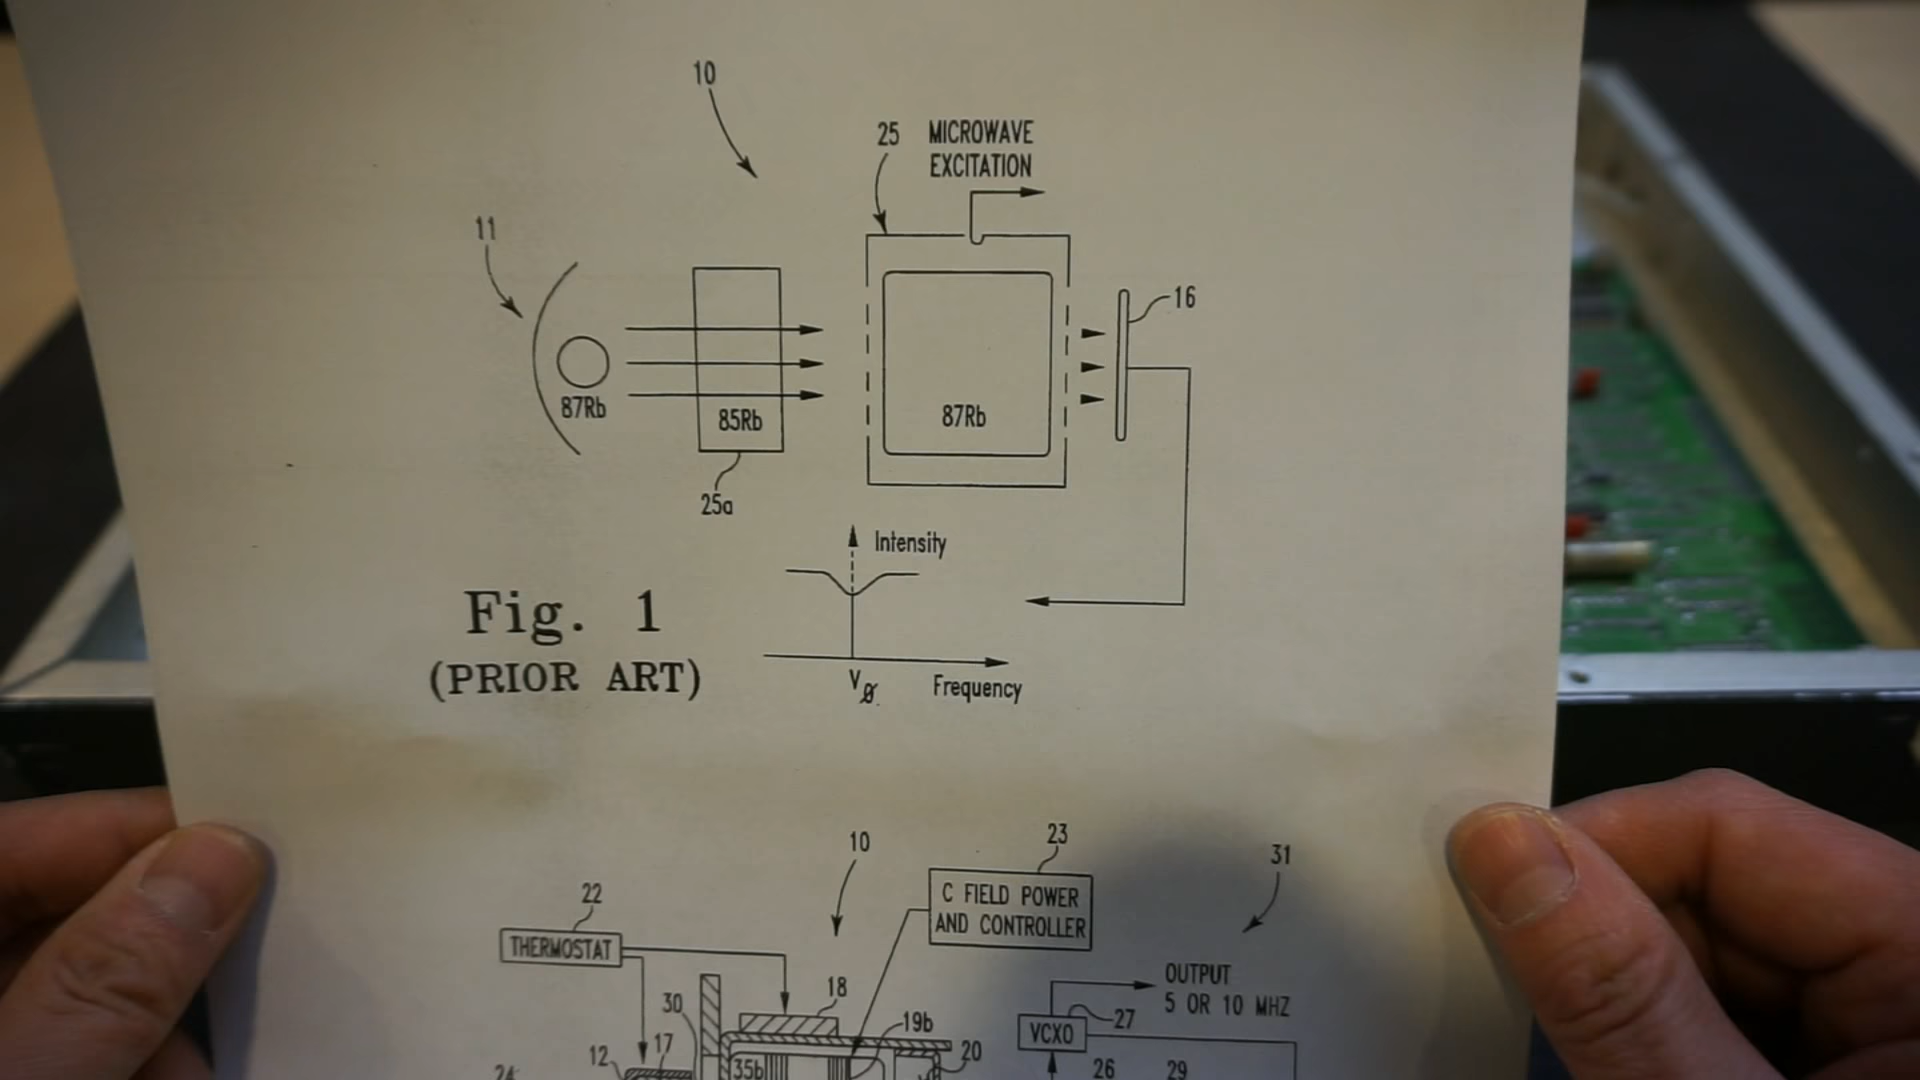 10
25 MICROWAVE
EXCITATION
11
16
87Rb
85Rb
87Rb
25a
Intensity
Fig. 1
(PRIOR ART)
Frequency
10
23
31
22
C FIELD POWER
AND CONTROLLER
THERMOSTAT
OUTPUT
5 OR 10 MHZ
18
30
19b
27
VCXO
17
12
20
35b
26
29